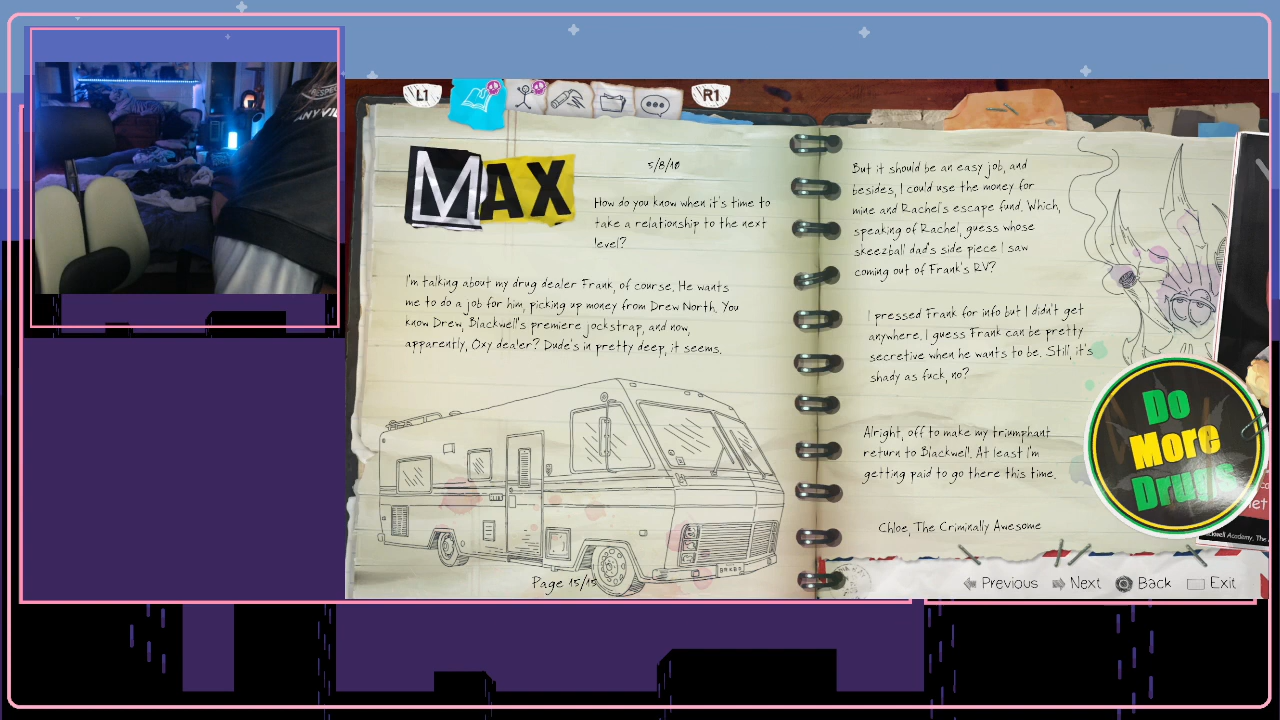 L1
R1
MAX
5/8/10
How do you know when it's time to
take a relationship to the next
level?
I'm talking about my drug dealer Frank, of course. He wants
me to do a job for him, picking up money from Drew North. You
know Drew, Blackwell's premiere jockstrap, and now,
apparently, Oxy dealer? Dude's in pretty deep, it seems.
Page 15/15
But it should be an easy job, and
besides, I could use the money for
mine and Rachel's escape fund. Which,
speaking of Rachel, guess whose
skeezball dad's side piece I saw
coming out of Frank's RV?
I pressed Frank for info but I didn't get
anywhere. I guess Frank can be pretty
secretive when he wants to be. Still, it's
shady as fuck, no?
Alright, off to make my triumphant
return to Blackwell. At least I'm
getting paid to go there this time.
Chloe, The Criminally Awesome
Do
More
Drugs
Previous
Next
Back
Exit